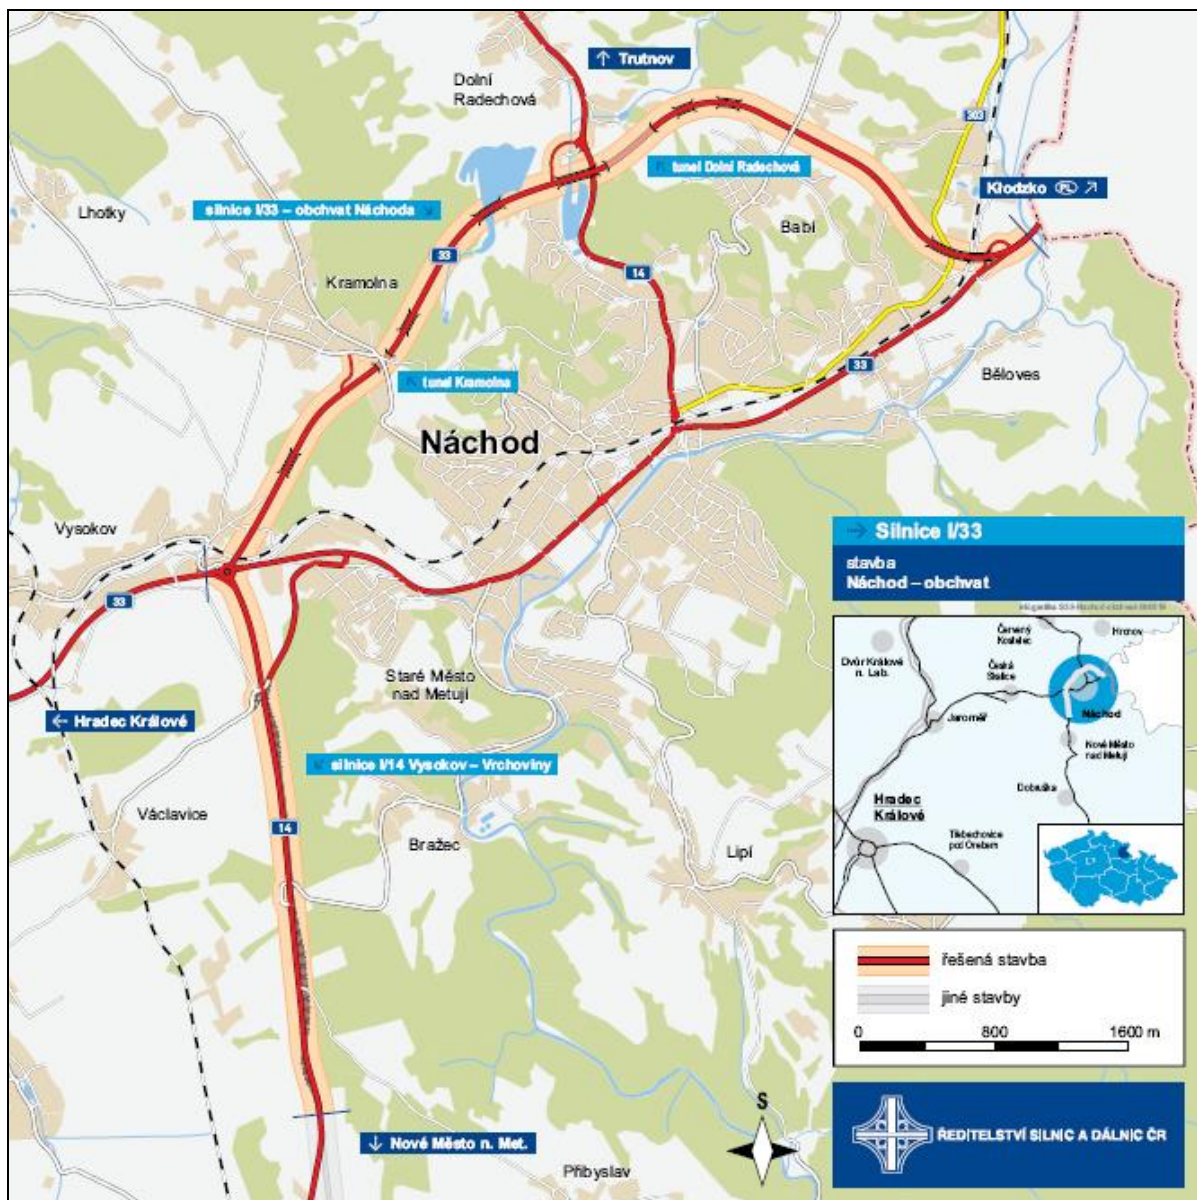 Trutnov
Dolní
Radechová
303
tunel Dolní Radechová
Kłodzko PL
Lhotky
silnice I/33 – obchvat Náchoda
Babí
33
14
Kramolna
33
Běloves
tunel Kramolna
Náchod
Vysokov
Silnice I/33
stavba
Náchod – obchvat
33
Červený
Kostelec
Hronov
Dvůr Králové
n. Lab.
Česká
Skalice
Staré Město
nad Metují
Náchod
Jaroměř
Hradec Králové
Nové Město
nad Metují
silnice I/14 Vysokov – Vrchoviny
Dobruška
Hradec
Králové
Václavice
14
Bražec
Lipí
Třebechovice
pod Orebem
řešená stavba
jiné stavby
0 800 1600 m
S
ŘEDITELSTVÍ SILNIC A DÁLNIC ČR
Nové Město n. Met.
Přibyslav